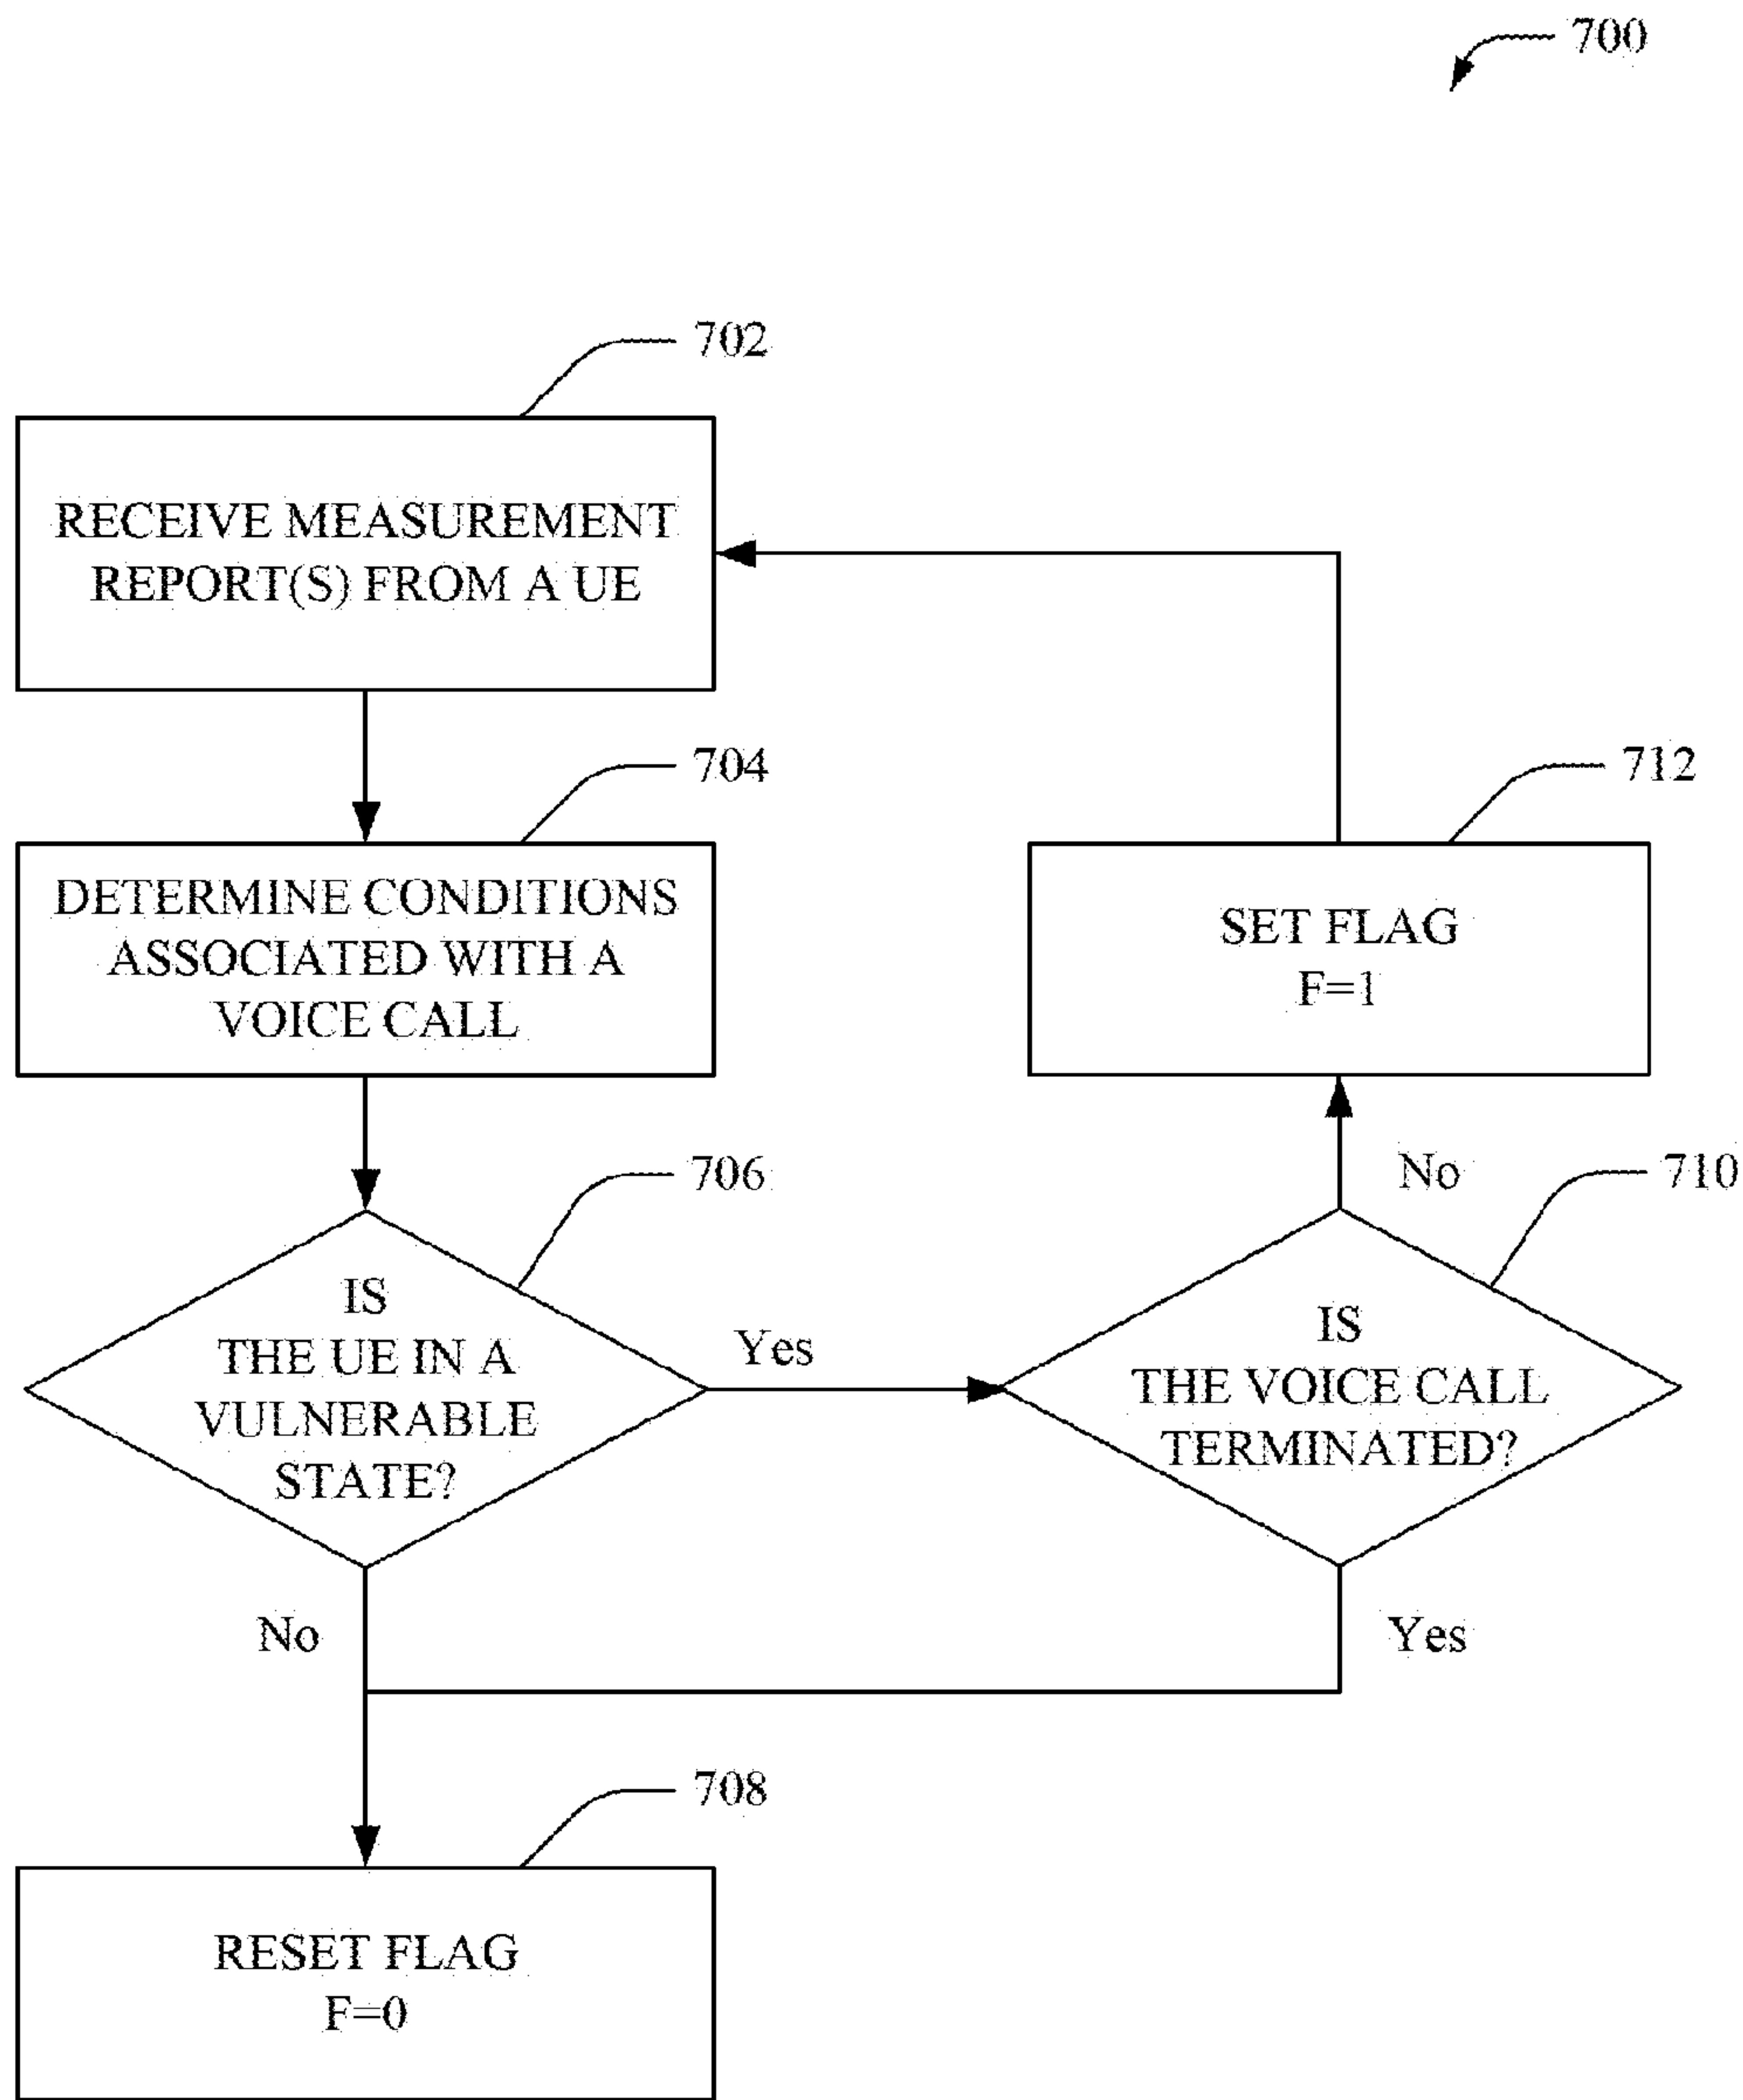 700
702
RECEIVE MEASUREMENT
REPORT(S) FROM A UE
704
DETERMINE CONDITIONS
ASSOCIATED WITH A
VOICE CALL
712
SET FLAG
F=1
706
IS
THE UE IN A
VULNERABLE
STATE?
Yes
No
No
710
IS
THE VOICE CALL
TERMINATED?
Yes
708
RESET FLAG
F=0